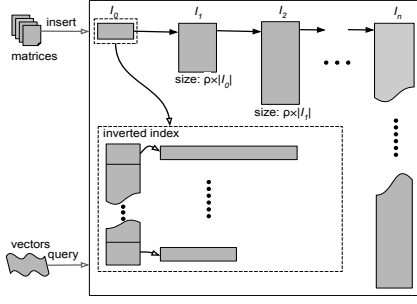 I0 I1 I2 In
insert
matrices
size: ρ×|I0|
size: ρ×|I1|
inverted index
vectors
query